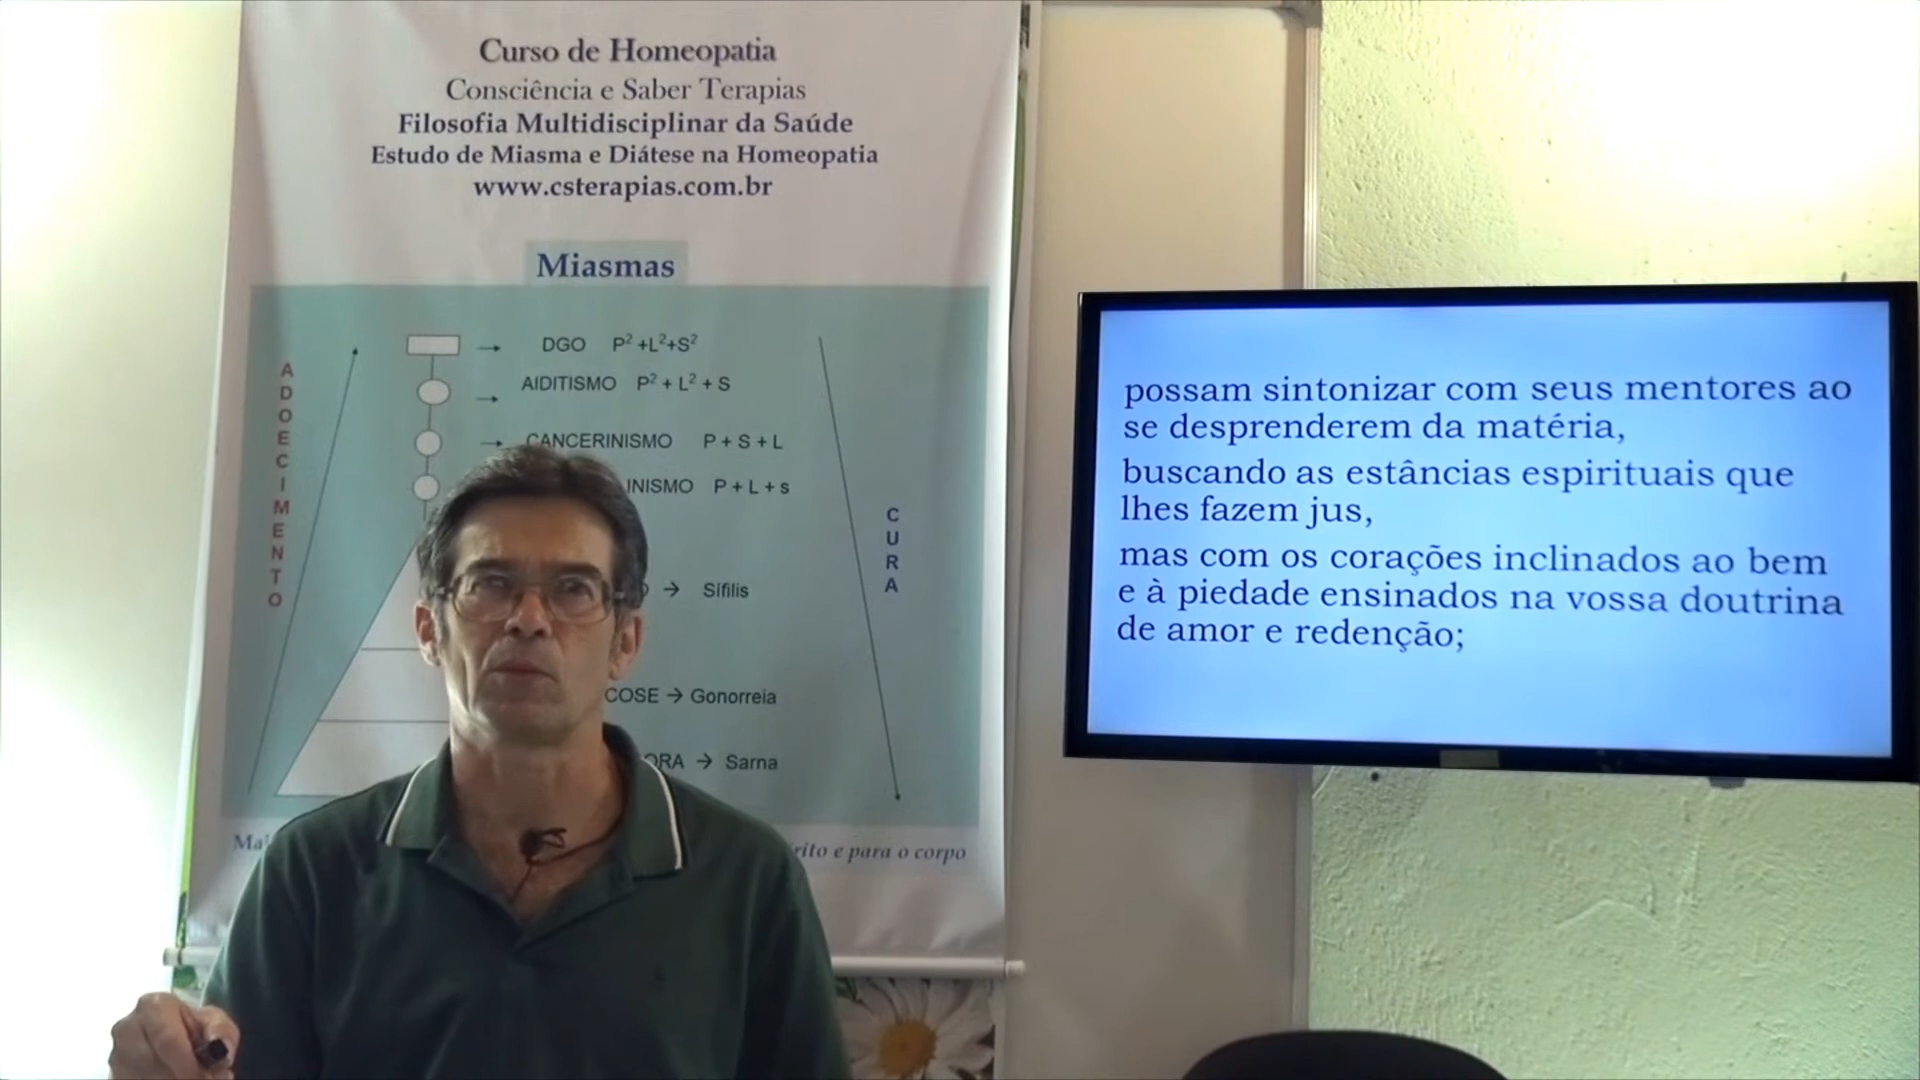 Curso de Homeopatia
Consciência e Saber Terapias
Filosofia Multidisciplinar da Saúde
Estudo de Miasma e Diátese na Homeopatia
www.csterapias.com.br
Miasmas
ADOECIMENTO
DGO P² +L²+S²
AIDITISMO P² + L² + S
CANCERINISMO P + S + L
INISMO P + L + s
→ Sífilis
COSE → Gonorreia
ORA → Sarna
CURA
rito e para o corpo
possam sintonizar com seus mentores ao
se desprenderem da matéria,
buscando as estâncias espirituais que
lhes fazem jus,
mas com os corações inclinados ao bem
e à piedade ensinados na vossa doutrina
de amor e redenção;